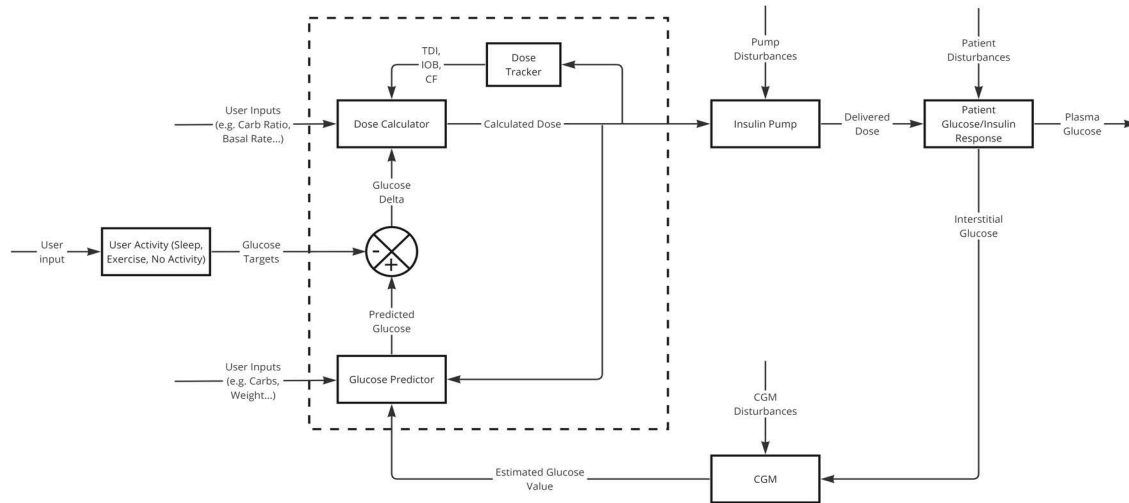 TDI,
IOB,
CF
Dose
Tracker
Pump
Disturbances
Patient
Disturbances
User Inputs
(e.g. Carb Ratio,
Basal Rate...)
Dose Calculator
Calculated Dose
Insulin Pump
Delivered
Dose
Patient
Glucose/Insulin
Response
Plasma
Glucose
Glucose
Delta
User
input
User Activity (Sleep,
Exercise, No Activity)
Glucose
Targets
-
+
Interstitial
Glucose
Predicted
Glucose
User Inputs
(e.g. Carbs,
Weight...)
Glucose Predictor
CGM
Disturbances
Estimated Glucose
Value
CGM